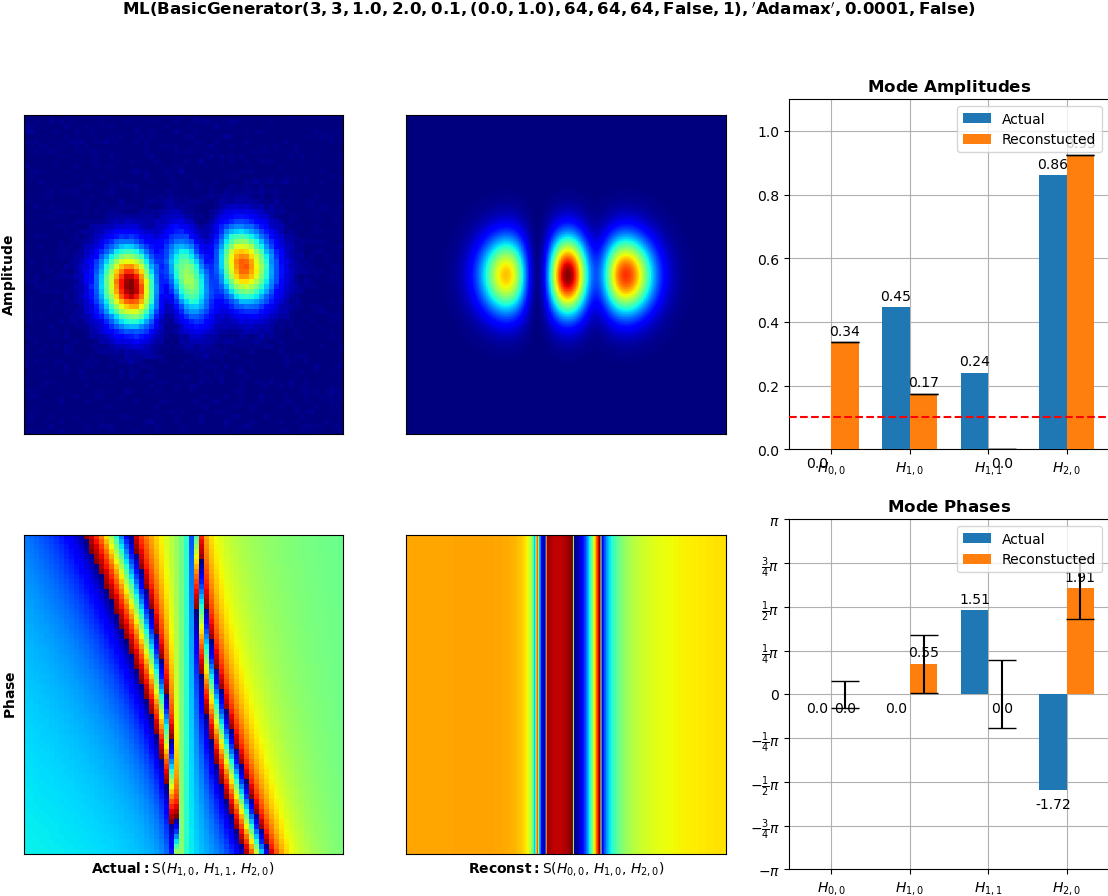 ML(BasicGenerator(3, 3, 1.0, 2.0, 0.1, (0.0, 1.0), 64, 64, 64, False, 1), ′Adamax′, 0.0001, False)
Amplitude
Mode Amplitudes
Actual
Reconstucted
1.0
0.8
0.6
0.4
0.2
0.0
0.0
0.34
0.45
0.17
0.24
0.0
0.86
H0,0
H1,0
H1,1
H2,0
Phase
Actual: S(H1,0, H1,1, H2,0)
Reconst: S(H0,0, H1,0, H2,0)
Mode Phases
Actual
Reconstucted
π
3/4π
1/2π
1/4π
0
−1/4π
−1/2π
−3/4π
−π
0.0
0.0
0.0
0.55
1.51
0.0
-1.72
1.91
H0,0
H1,0
H1,1
H2,0